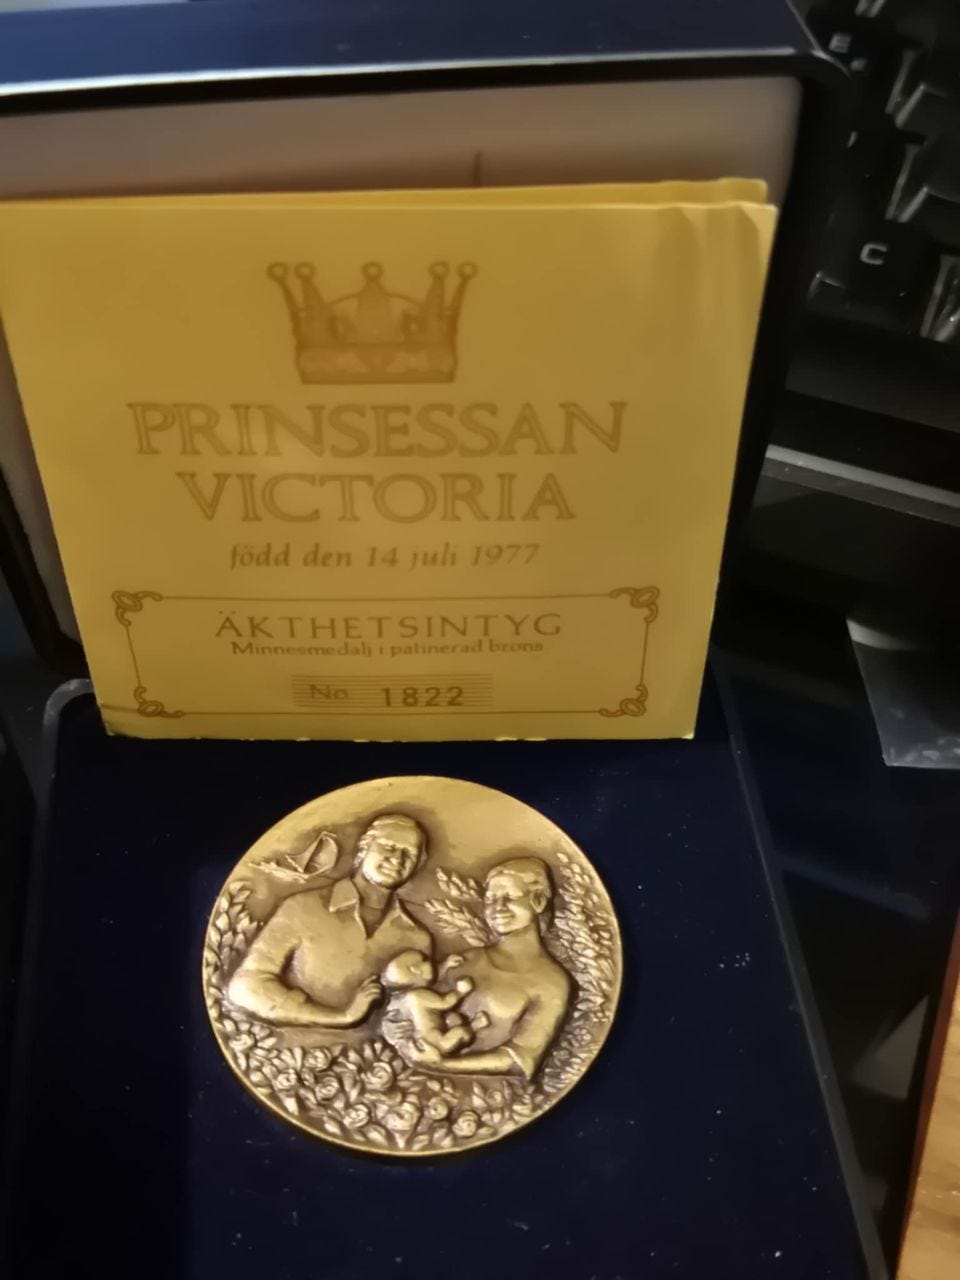 PRINSESSAN
VICTORIA
född den 14 juli 1977
ÄKTHETSINTYG
Minnesmedalj i patinerad brons
No 1822
E
C